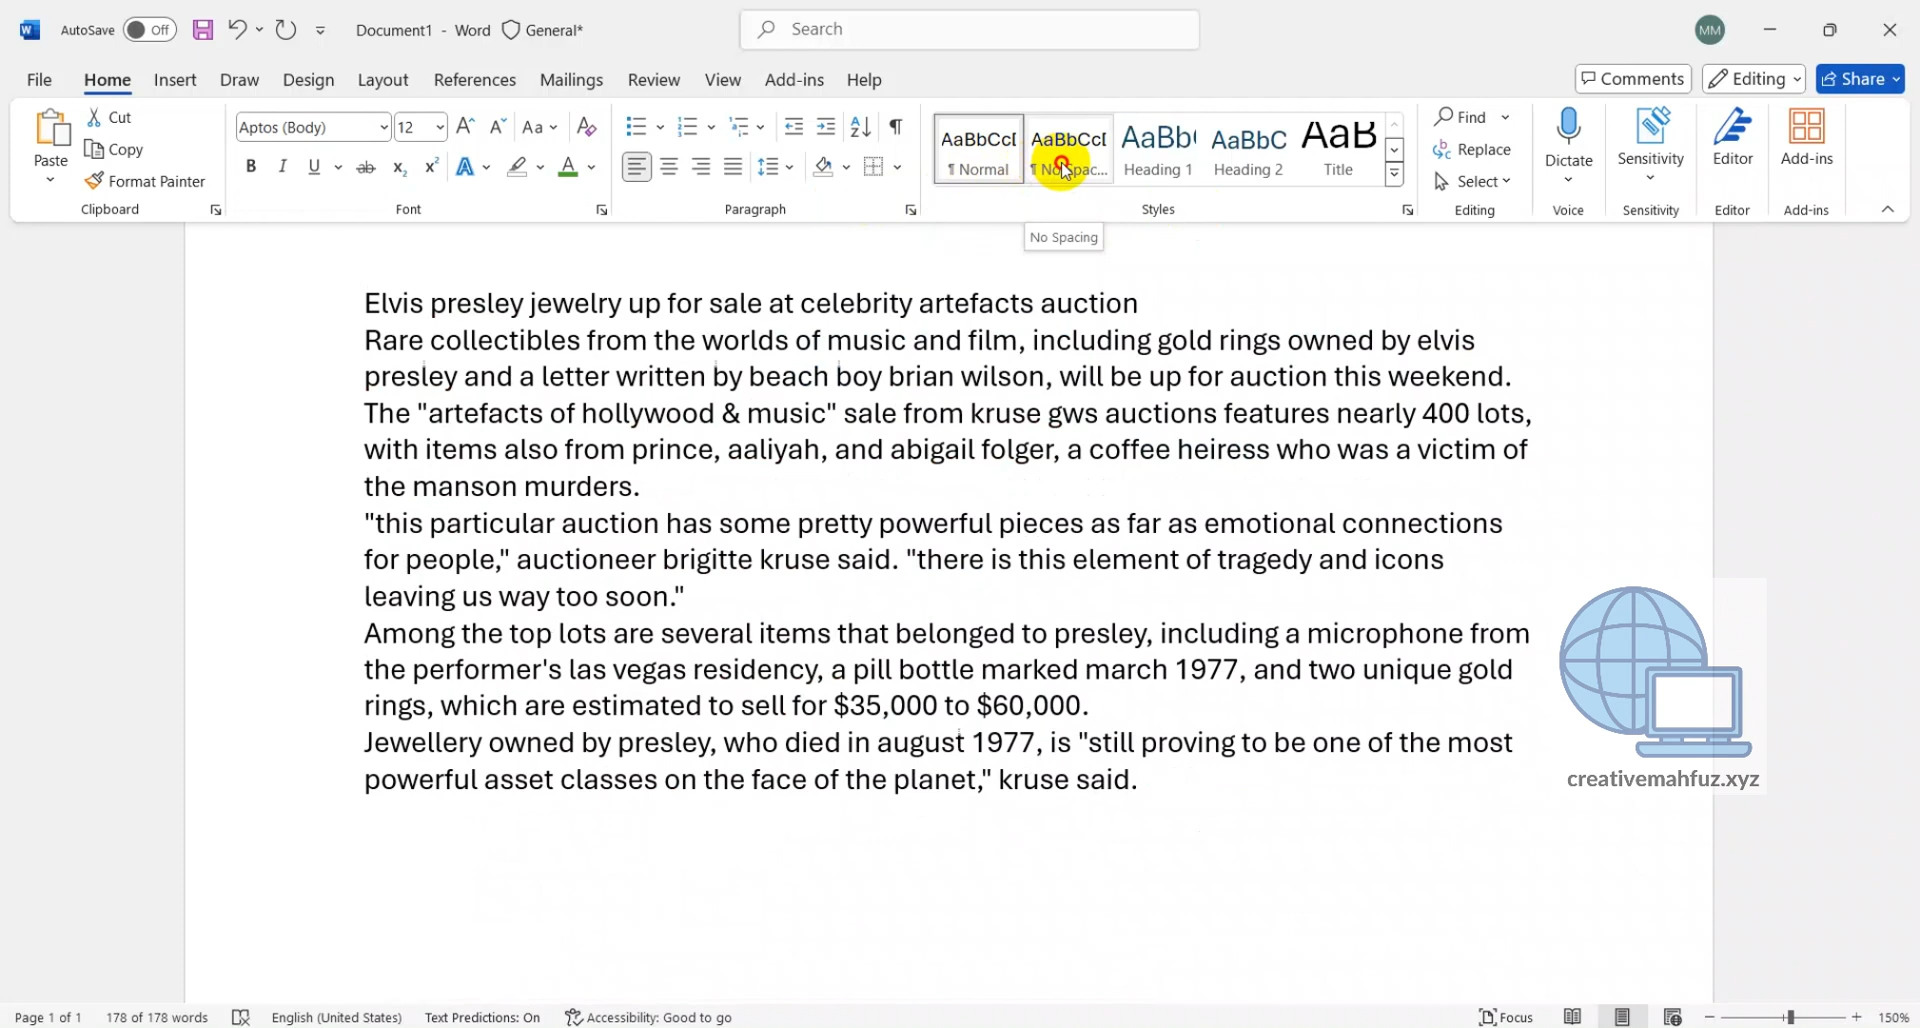 AutoSave Off Document1 - Word General* Search MM
File Home Insert Draw Design Layout References Mailings Review View Add-ins Help Comments Editing Share
Paste Cut Copy Format Painter Clipboard
Aptos (Body) 12 Aa Font
B I U ab x₂ x² A A
Paragraph
AaBbCcD AaBbCcD AaBb( AaBbC AaB
¶ Normal ¶ No Spac... Heading 1 Heading 2 Title
Styles
Find Replace Select Editing
Dictate Voice
Sensitivity Sensitivity
Editor Editor
Add-ins Add-ins
No Spacing
Elvis presley jewelry up for sale at celebrity artefacts auction
Rare collectibles from the worlds of music and film, including gold rings owned by elvis
presley and a letter written by beach boy brian wilson, will be up for auction this weekend.
The "artefacts of hollywood & music" sale from kruse gws auctions features nearly 400 lots,
with items also from prince, aaliyah, and abigail folger, a coffee heiress who was a victim of
the manson murders.
"this particular auction has some pretty powerful pieces as far as emotional connections
for people," auctioneer brigitte kruse said. "there is this element of tragedy and icons
leaving us way too soon."
Among the top lots are several items that belonged to presley, including a microphone from
the performer's las vegas residency, a pill bottle marked march 1977, and two unique gold
rings, which are estimated to sell for $35,000 to $60,000.
Jewellery owned by presley, who died in august 1977, is "still proving to be one of the most
powerful asset classes on the face of the planet," kruse said.
creativemahfuz.xyz
Page 1 of 1 178 of 178 words English (United States) Text Predictions: On Accessibility: Good to go Focus 150%